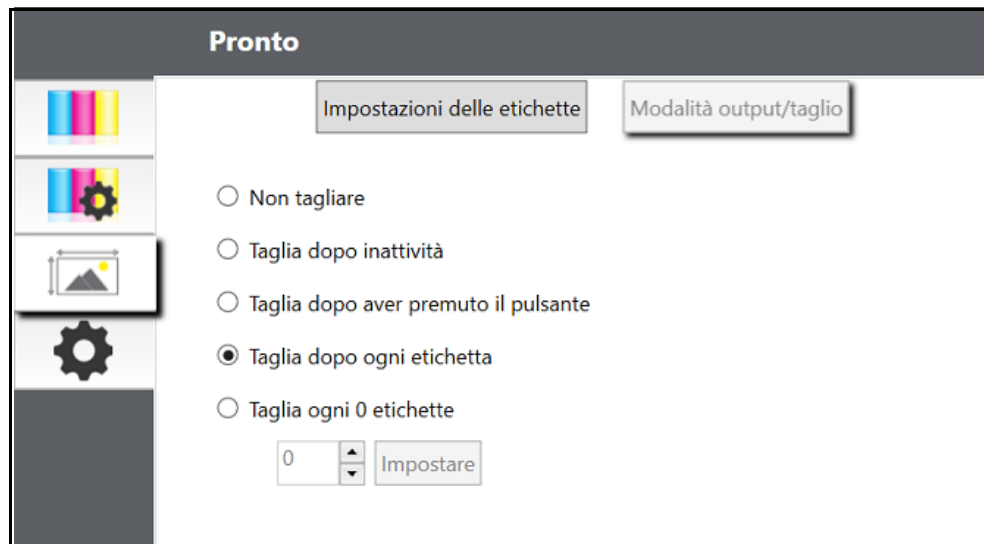 Pronto
Impostazioni delle etichette Modalità output/taglio
Non tagliare
Taglia dopo inattività
Taglia dopo aver premuto il pulsante
Taglia dopo ogni etichetta
Taglia ogni 0 etichette
0 Impostare